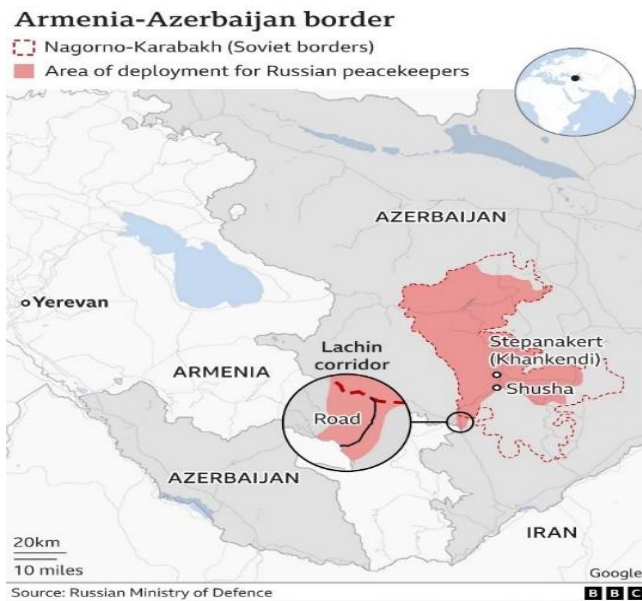 Armenia-Azerbaijan border
Nagorno-Karabakh (Soviet borders)
Area of deployment for Russian peacekeepers
AZERBAIJAN
Yerevan
Stepanakert
(Khankendi)
Lachin
corridor
ARMENIA
Shusha
Road
AZERBAIJAN
IRAN
20km
10 miles
Google
Source: Russian Ministry of Defence
BBC